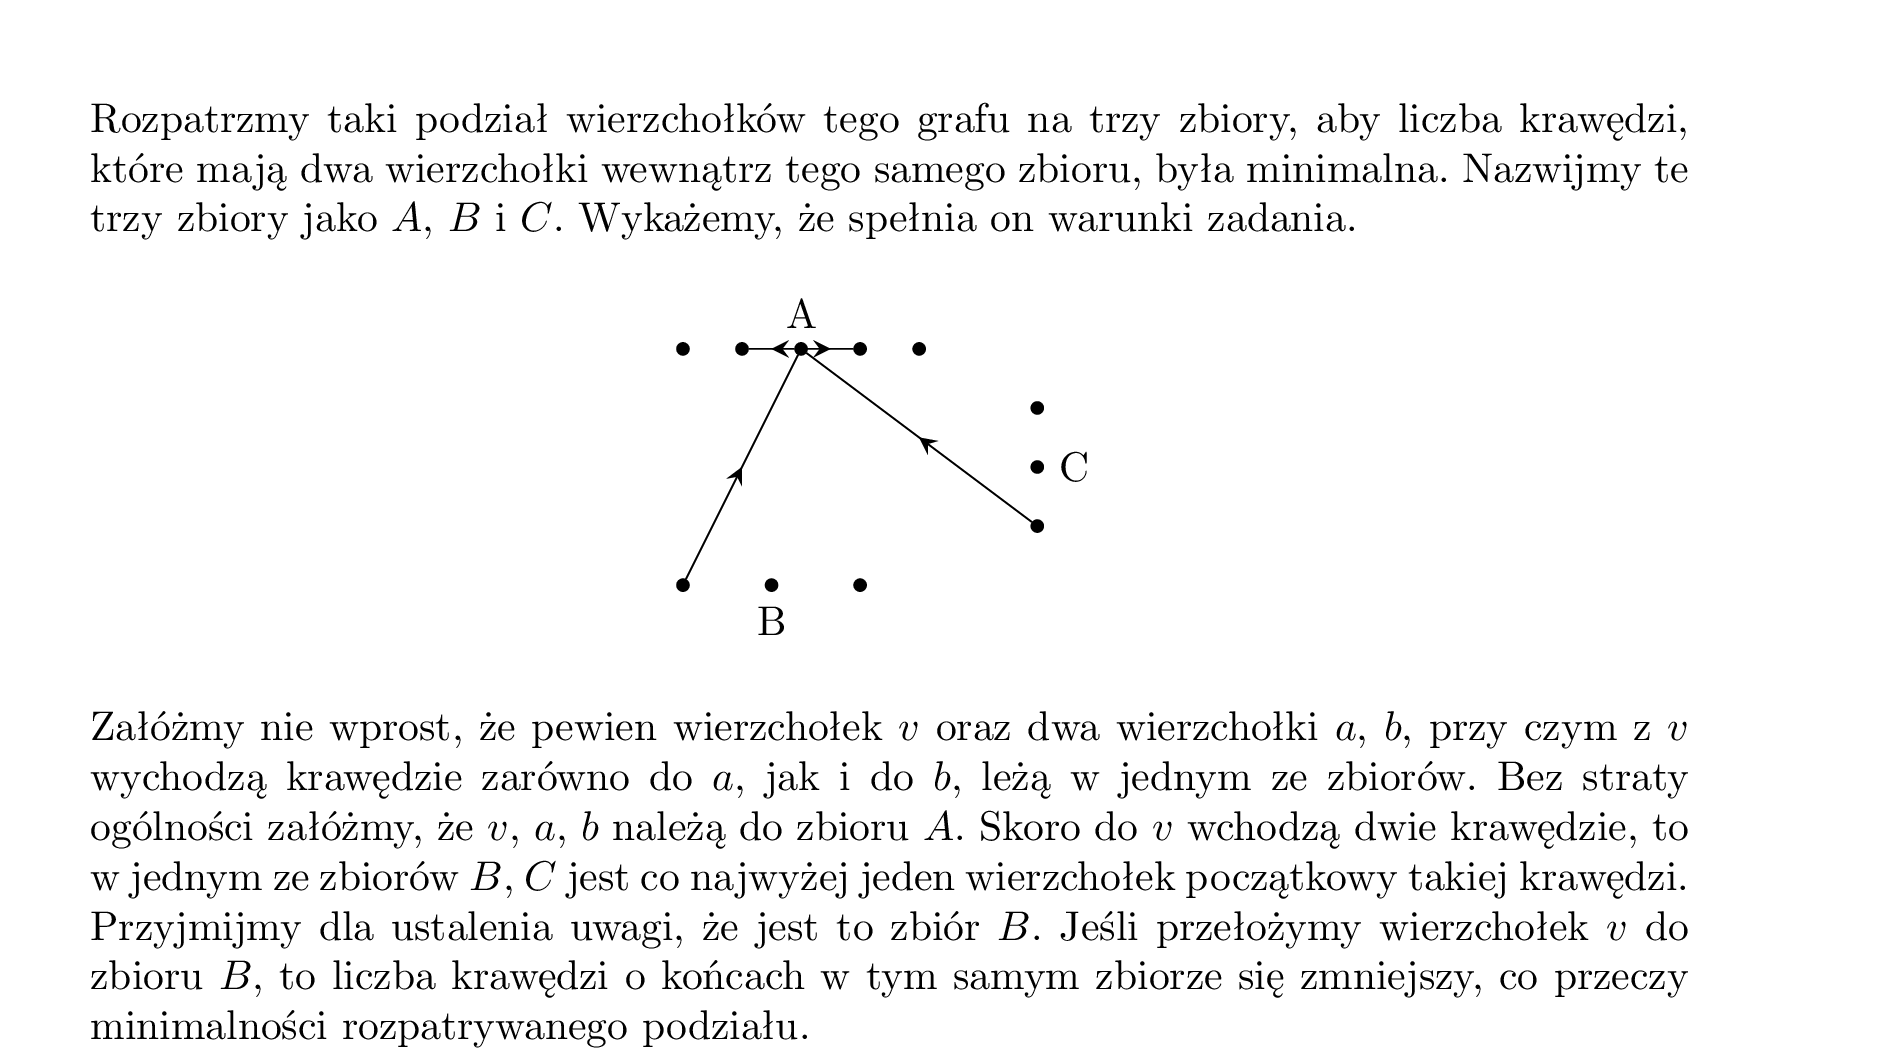 Rozpatrzmy taki podział wierzchołków tego grafu na trzy zbiory, aby liczba krawędzi,
które mają dwa wierzchołki wewnątrz tego samego zbioru, była minimalna. Nazwijmy te
trzy zbiory jako A, B i C. Wykażemy, że spełnia on warunki zadania.
A
C
B
Załóżmy nie wprost, że pewien wierzchołek v oraz dwa wierzchołki a, b, przy czym z v
wychodzą krawędzie zarówno do a, jak i do b, leżą w jednym ze zbiorów. Bez straty
ogólności załóżmy, że v, a, b należą do zbioru A. Skoro do v wchodzą dwie krawędzie, to
w jednym ze zbiorów B, C jest co najwyżej jeden wierzchołek początkowy takiej krawędzi.
Przyjmijmy dla ustalenia uwagi, że jest to zbiór B. Jeśli przełożymy wierzchołek v do
zbioru B, to liczba krawędzi o końcach w tym samym zbiorze się zmniejszy, co przeczy
minimalności rozpatrywanego podziału.